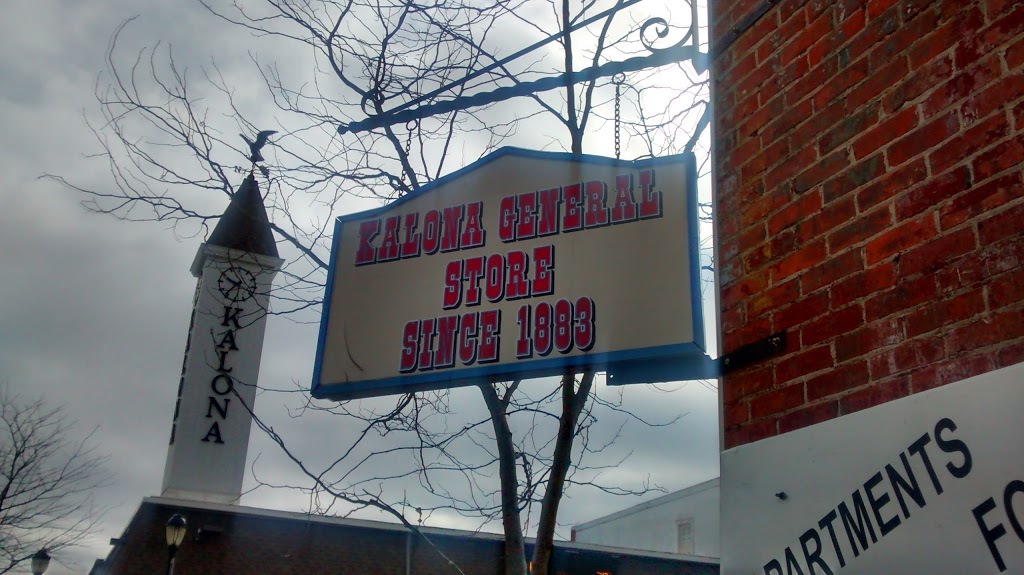 KALONA GENERAL
STORE
SINCE 1883
KALONA
PARTMENTS
FO